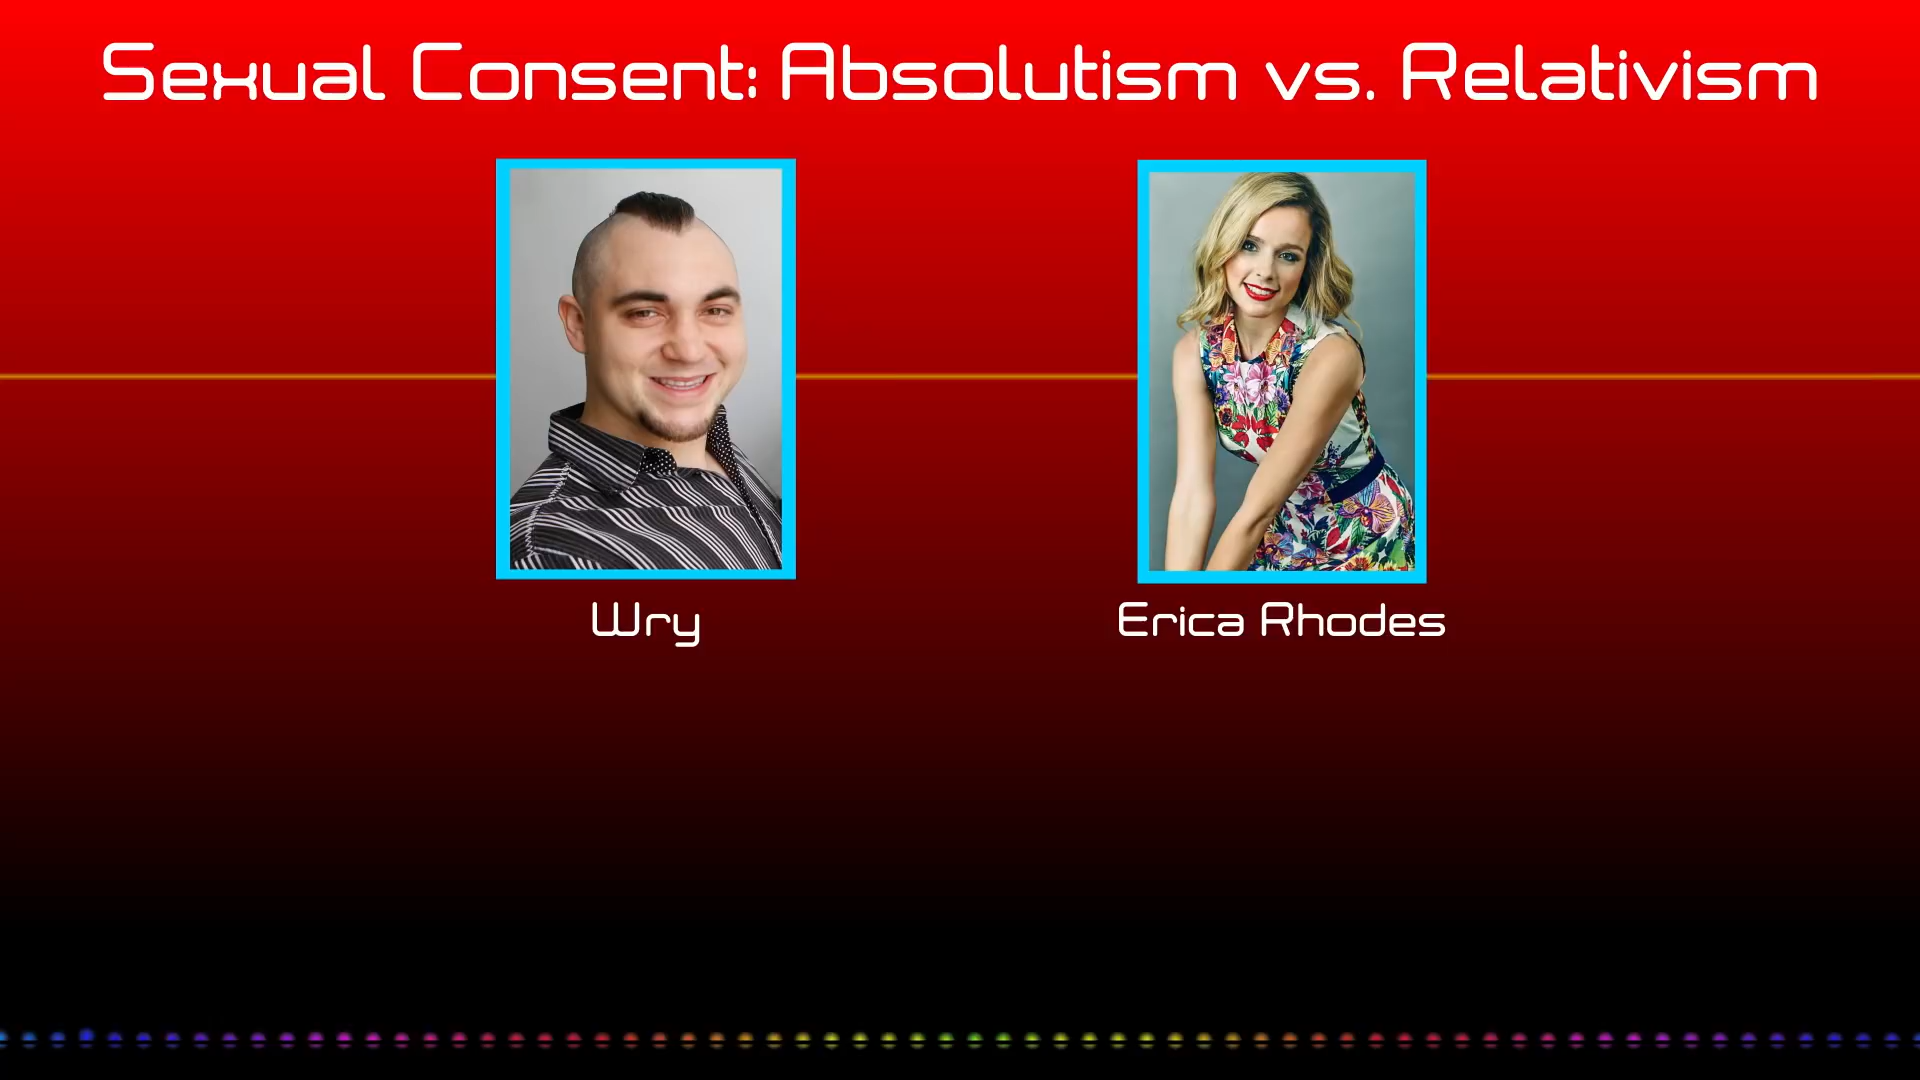 Sexual Consent: Absolutism vs. Relativism
Wry
Erica Rhodes